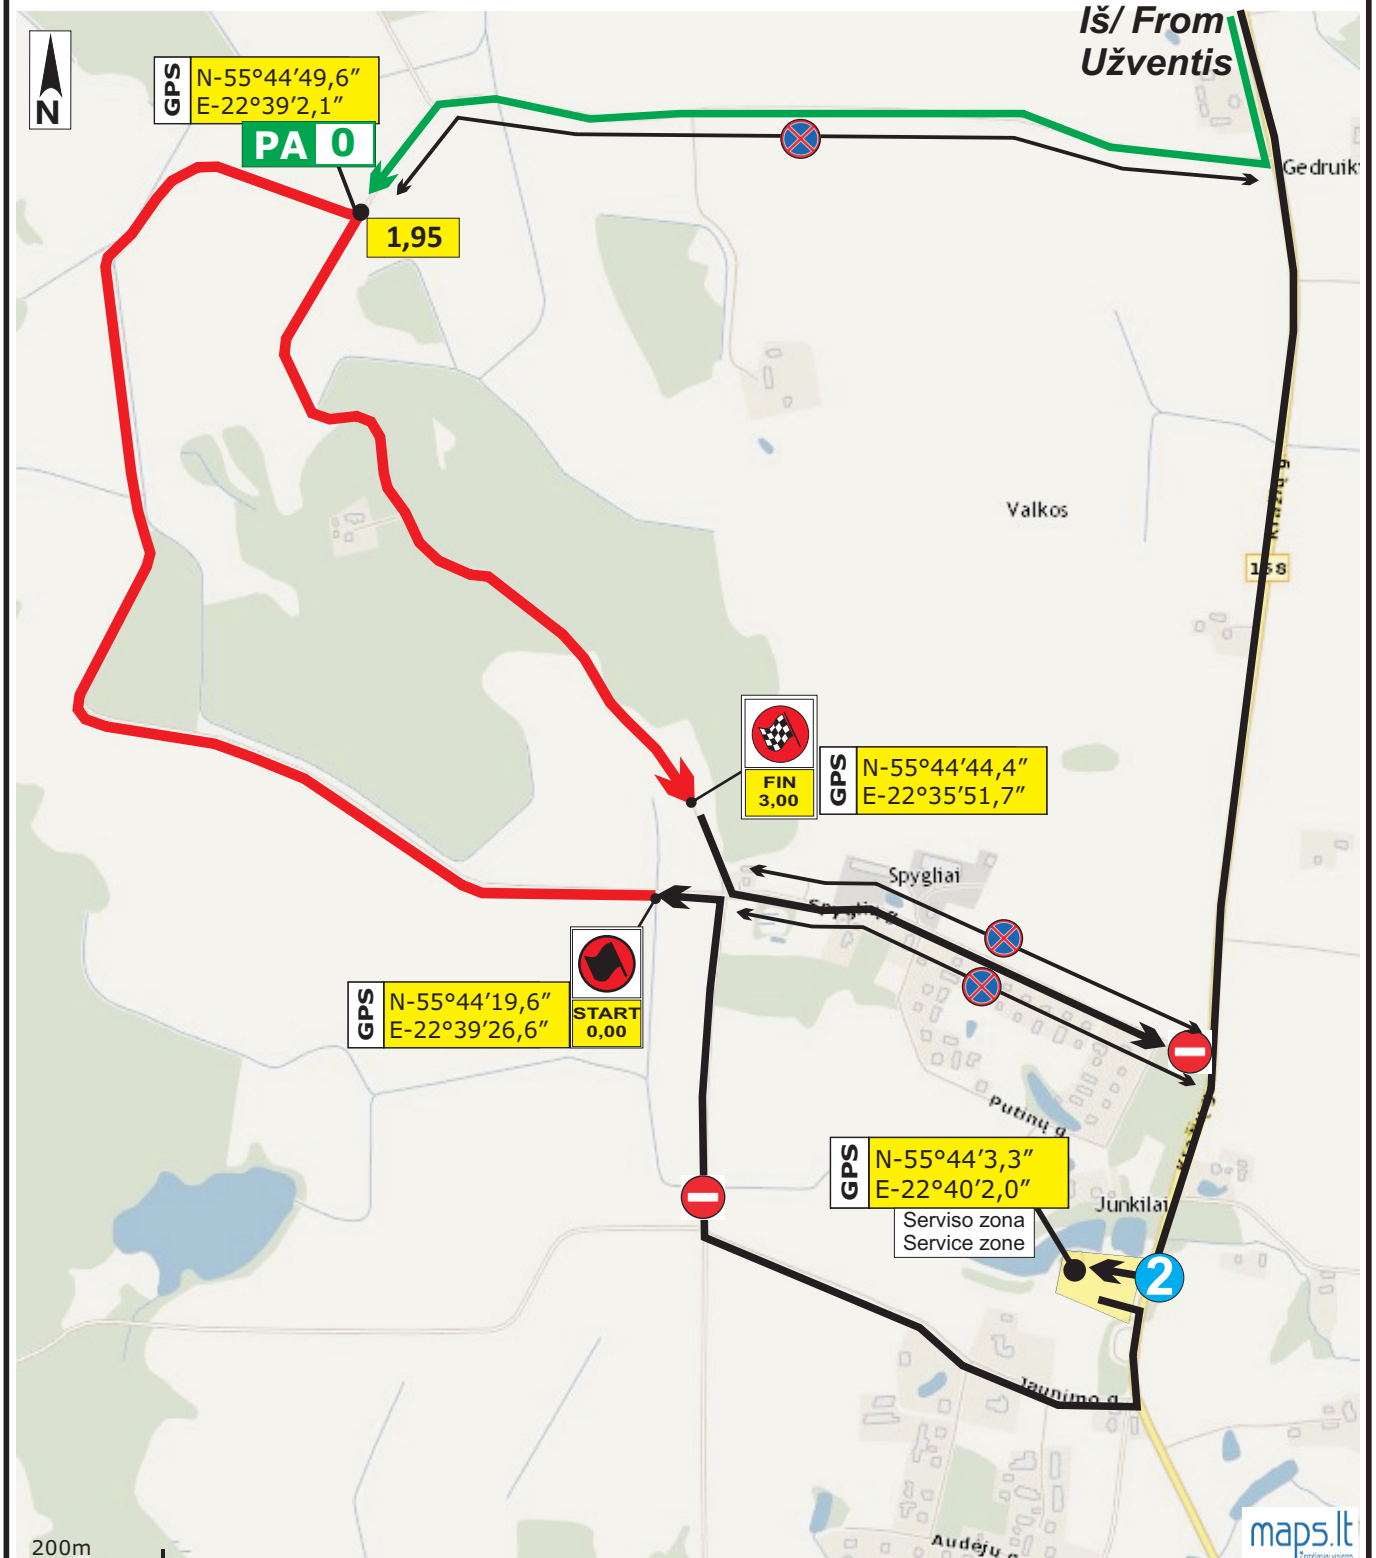 Iš/ From
Užventis
N
GPS
N-55°44’49,6”
E-22°39’2,1”
PA 0
1,95
Valkos
158
FIN
3,00
GPS
N-55°44’44,4”
E-22°35’51,7”
Spygliai
Spyglių g.
GPS
N-55°44’19,6”
E-22°39’26,6”
START
0,00
Putinų g.
GPS
N-55°44’3,3”
E-22°40’2,0”
Serviso zona
Service zone
Junkilai
2
Jaunimo g.
Audėjų g.
200m
maps.lt